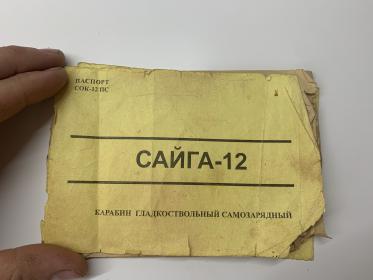 ПАСПОРТ
СОК-12 ПС
САЙГА-12
КАРАБИН ГЛАДКОСТВОЛЬНЫЙ САМОЗАРЯДНЫЙ